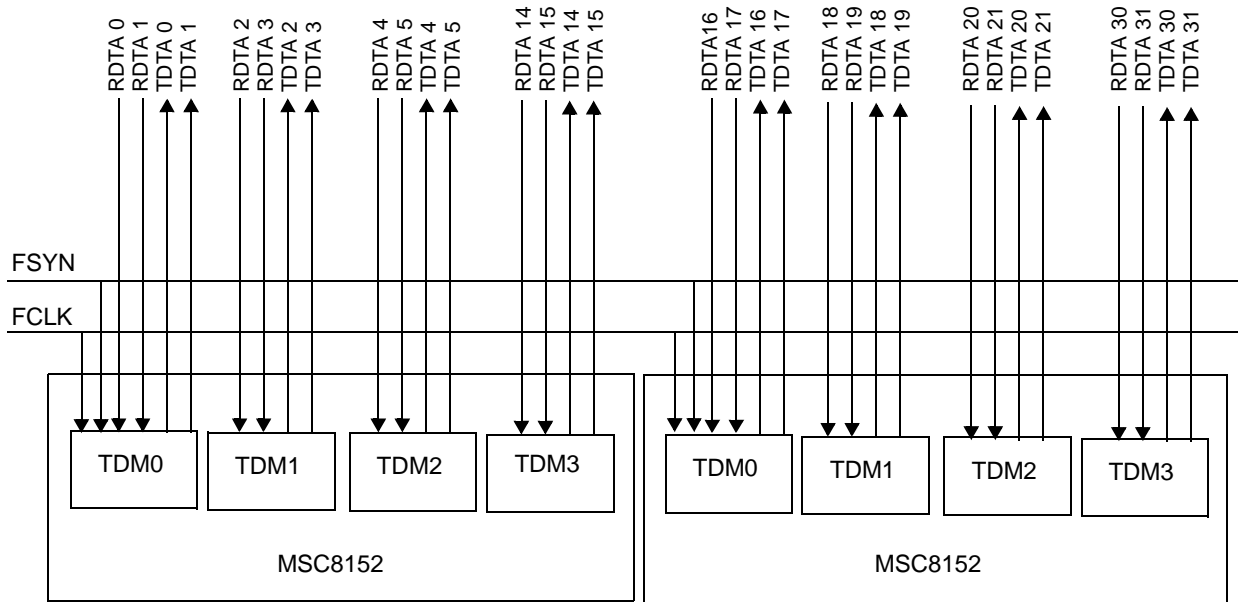 RDTA 0
RDTA 1
TDTA 0
TDTA 1
RDTA 2
RDTA 3
TDTA 2
TDTA 3
RDTA 4
RDTA 5
TDTA 4
TDTA 5
RDTA 14
RDTA 15
TDTA 14
TDTA 15
RDTA16
RDTA 17
TDTA 16
TDTA 17
RDTA 18
RDTA 19
TDTA 18
TDTA 19
RDTA 20
RDTA 21
TDTA 20
TDTA 21
RDTA 30
RDTA 31
TDTA 30
TDTA 31
FSYN
FCLK
TDM0
TDM1
TDM2
TDM3
TDM0
TDM1
TDM2
TDM3
MSC8152
MSC8152